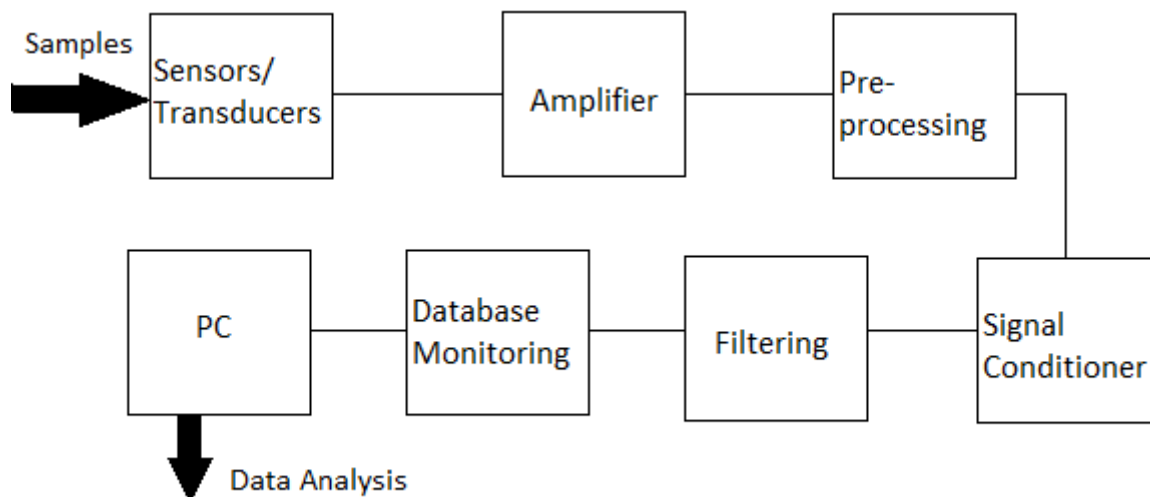 Samples
Sensors/
Transducers
Amplifier
Pre-
processing
PC
Database
Monitoring
Filtering
Signal
Conditioner
Data Analysis